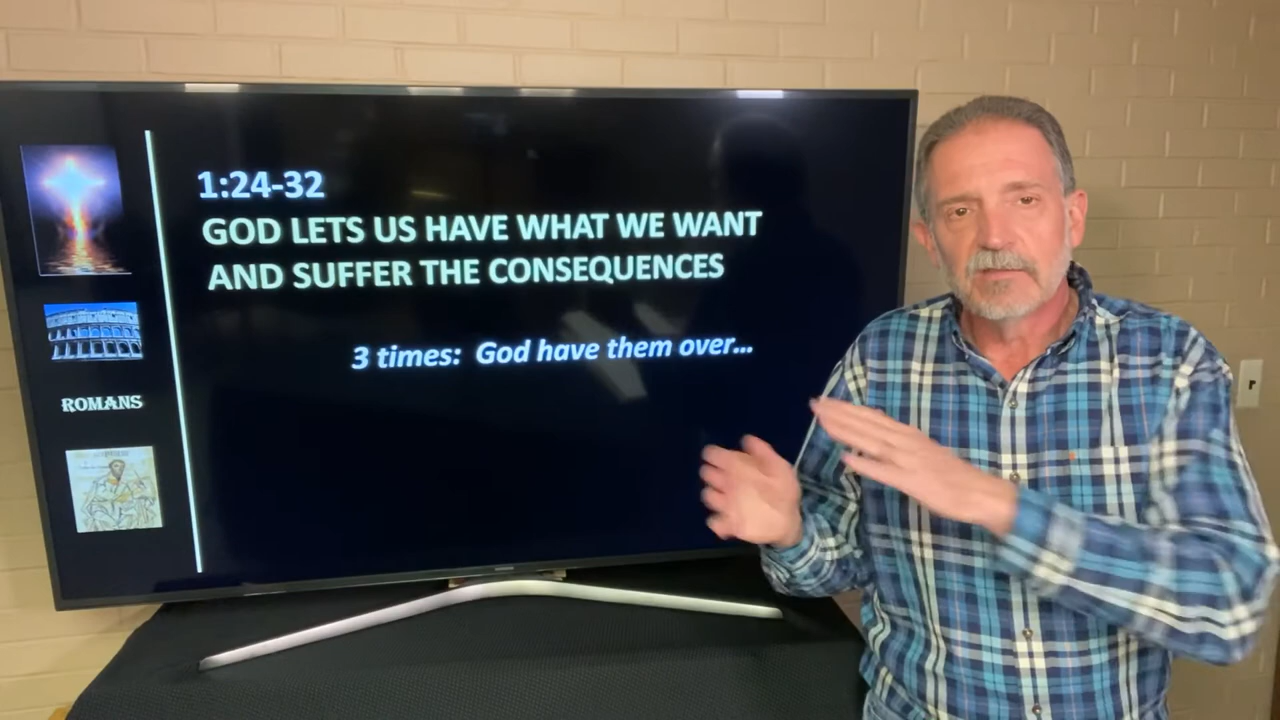 1:24-32
GOD LETS US HAVE WHAT WE WANT
AND SUFFER THE CONSEQUENCES
3 times: God have them over...
ROMANS